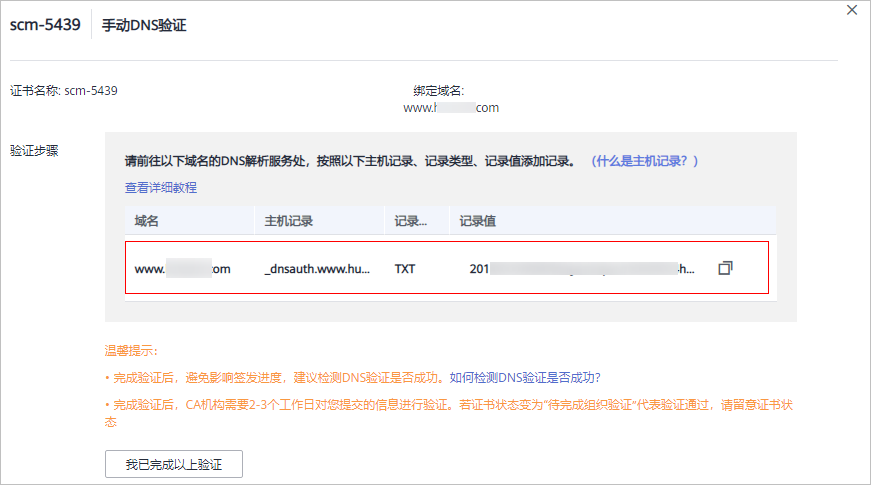 scm-5439 手动DNS验证
证书名称: scm-5439
绑定域名:
www.h com
验证步骤
请前往以下域名的DNS解析服务处，按照以下主机记录、记录类型、记录值添加记录。 （什么是主机记录？）
查看详细教程
域名 主机记录 记录... 记录值
www. com _dnsauth.www.hu... TXT 201 h...
温馨提示：
• 完成验证后，避免影响签发进度，建议检测DNS验证是否成功。如何检测DNS验证是否成功?
• 完成验证后，CA机构需要2-3个工作日对您提交的信息进行验证。若证书状态变为“待完成组织验证”代表验证通过，请留意证书状
态
我已完成以上验证